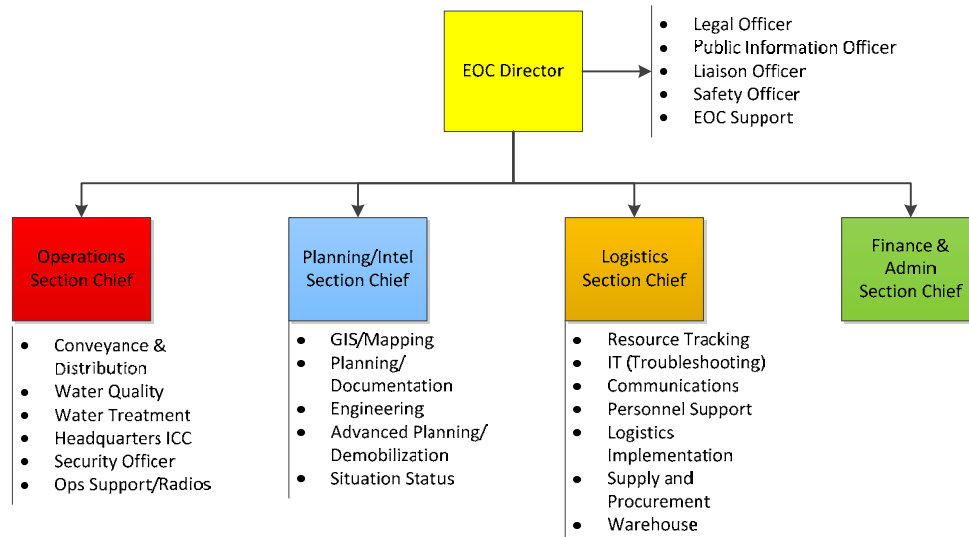 EOC Director
• Legal Officer
• Public Information Officer
• Liaison Officer
• Safety Officer
• EOC Support
Operations
Section Chief
• Conveyance &
Distribution
• Water Quality
• Water Treatment
• Headquarters ICC
• Security Officer
• Ops Support/Radios
Planning/Intel
Section Chief
• GIS/Mapping
• Planning/
Documentation
• Engineering
• Advanced Planning/
Demobilization
• Situation Status
Logistics
Section Chief
• Resource Tracking
• IT (Troubleshooting)
• Communications
• Personnel Support
• Logistics
Implementation
• Supply and
Procurement
• Warehouse
Finance &
Admin
Section Chief